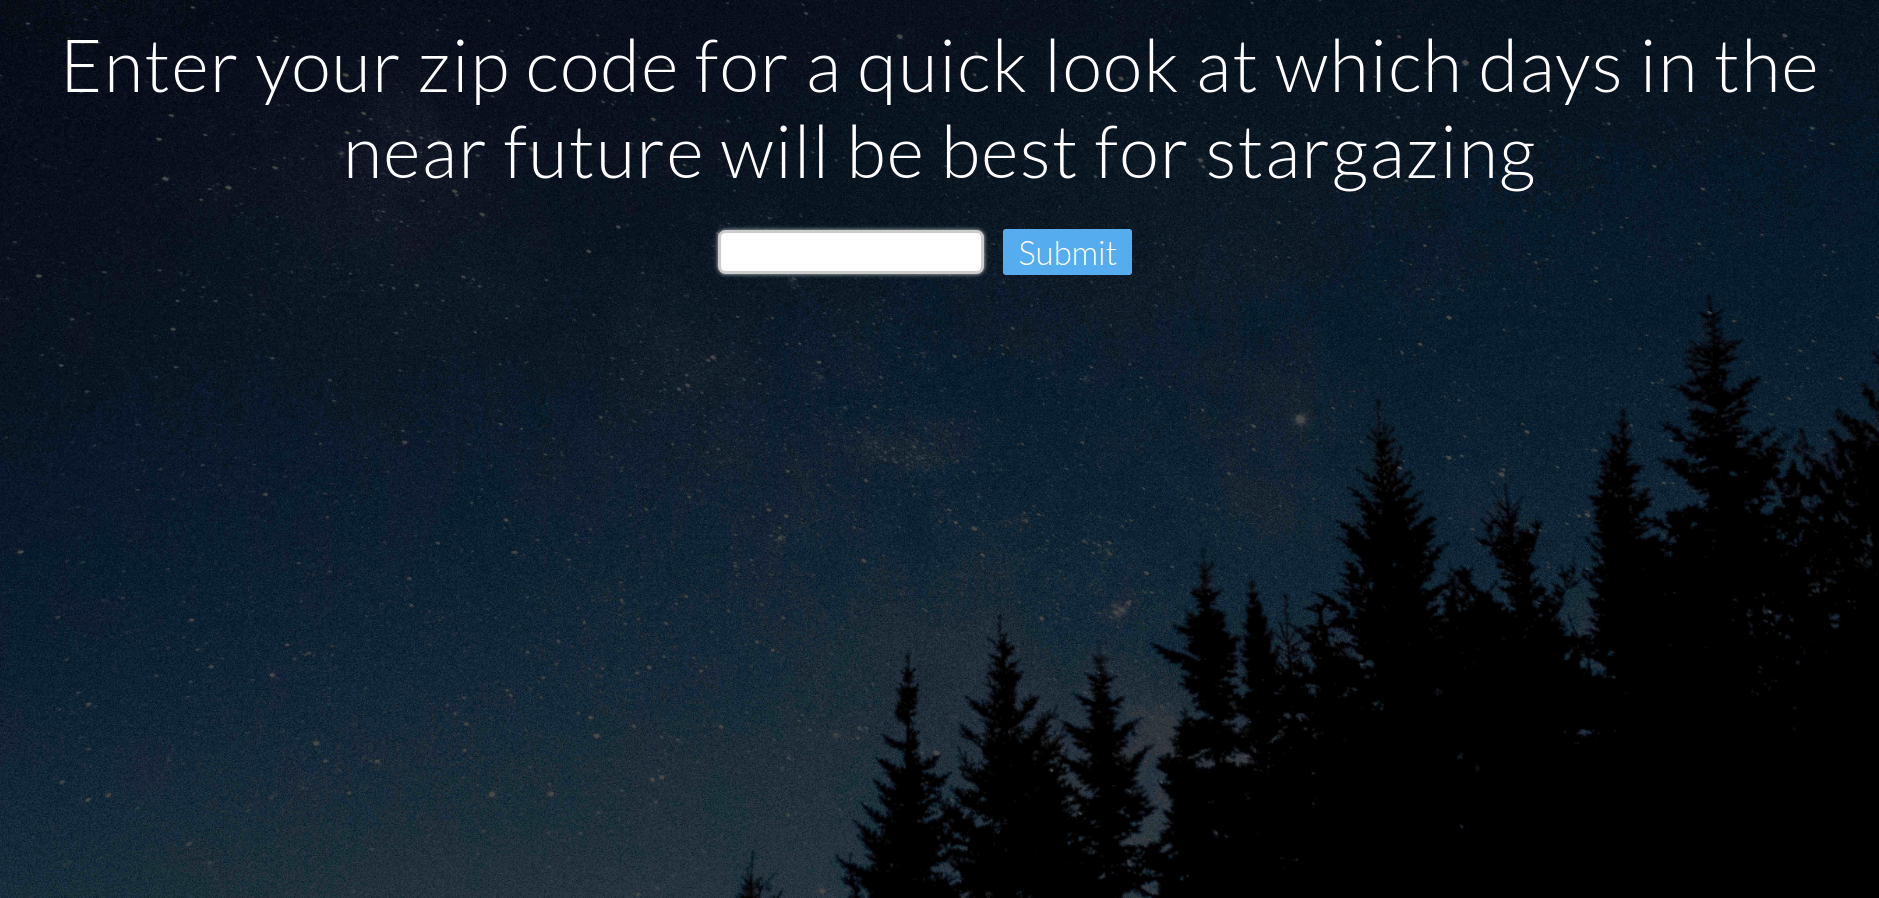 Enter your zip code for a quick look at which days in the
near future will be best for stargazing
Submit